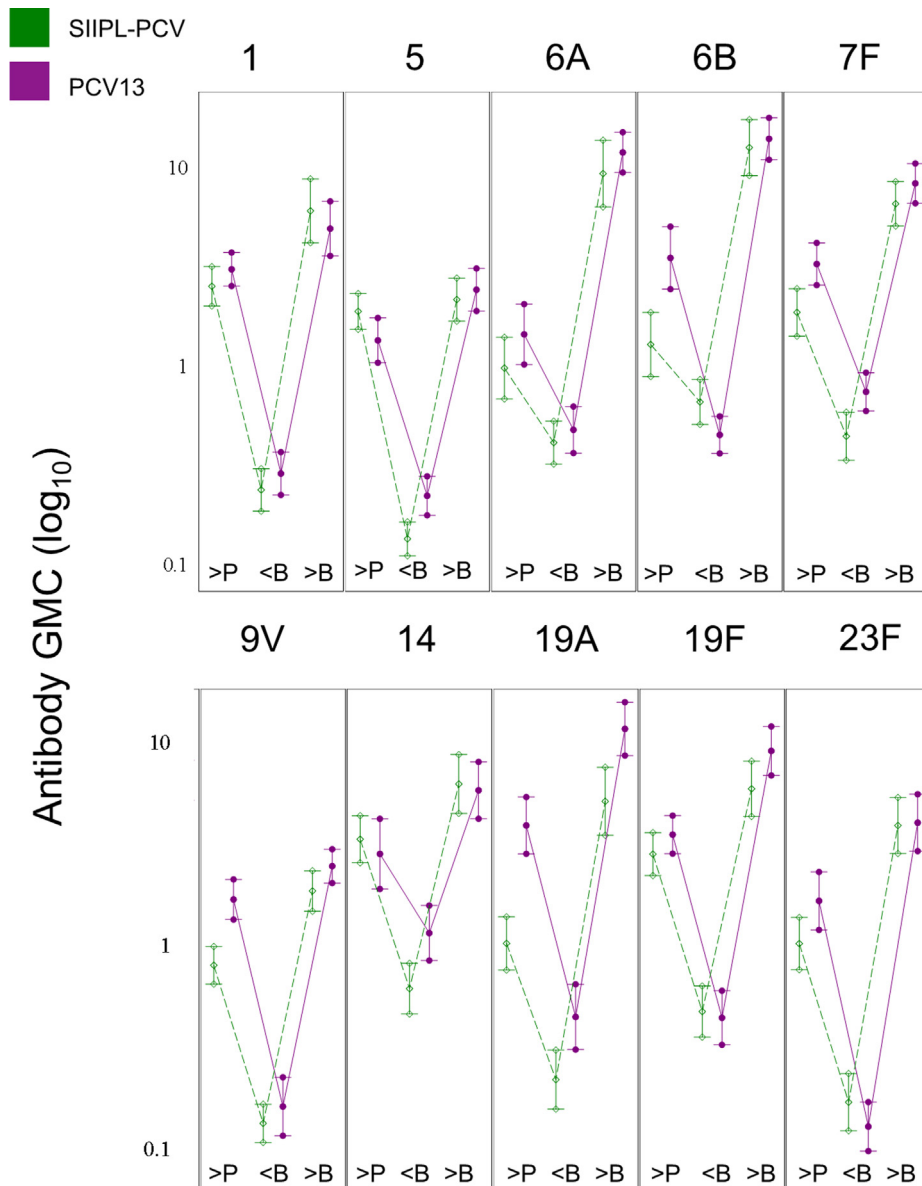 SIIPL-PCV
PCV13
1 5 6A 6B 7F
10
1
0.1
>P <B >B >P <B >B >P <B >B >P <B >B >P <B >B
Antibody GMC (log₁₀)
9V 14 19A 19F 23F
10
1
0.1
>P <B >B >P <B >B >P <B >B >P <B >B >P <B >B